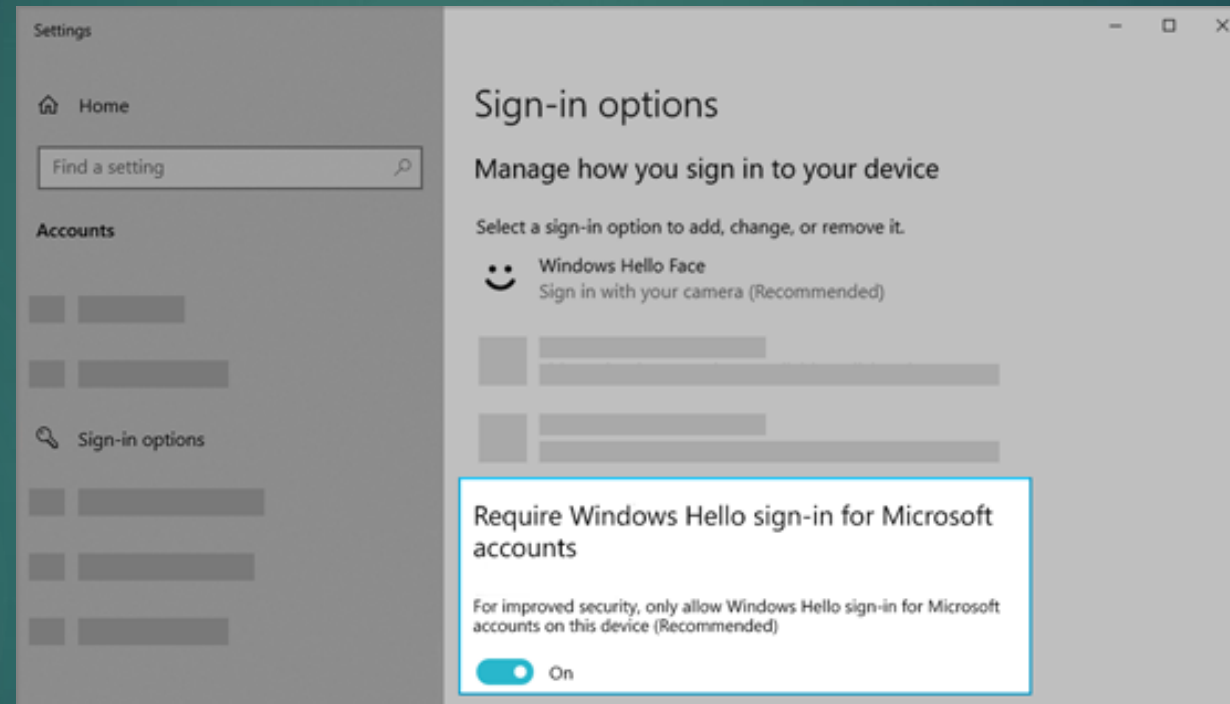 Settings
Home
Find a setting
Accounts
Sign-in options
Sign-in options
Manage how you sign in to your device
Select a sign-in option to add, change, or remove it.
Windows Hello Face
Sign in with your camera (Recommended)
Require Windows Hello sign-in for Microsoft
accounts
For improved security, only allow Windows Hello sign-in for Microsoft
accounts on this device (Recommended)
On